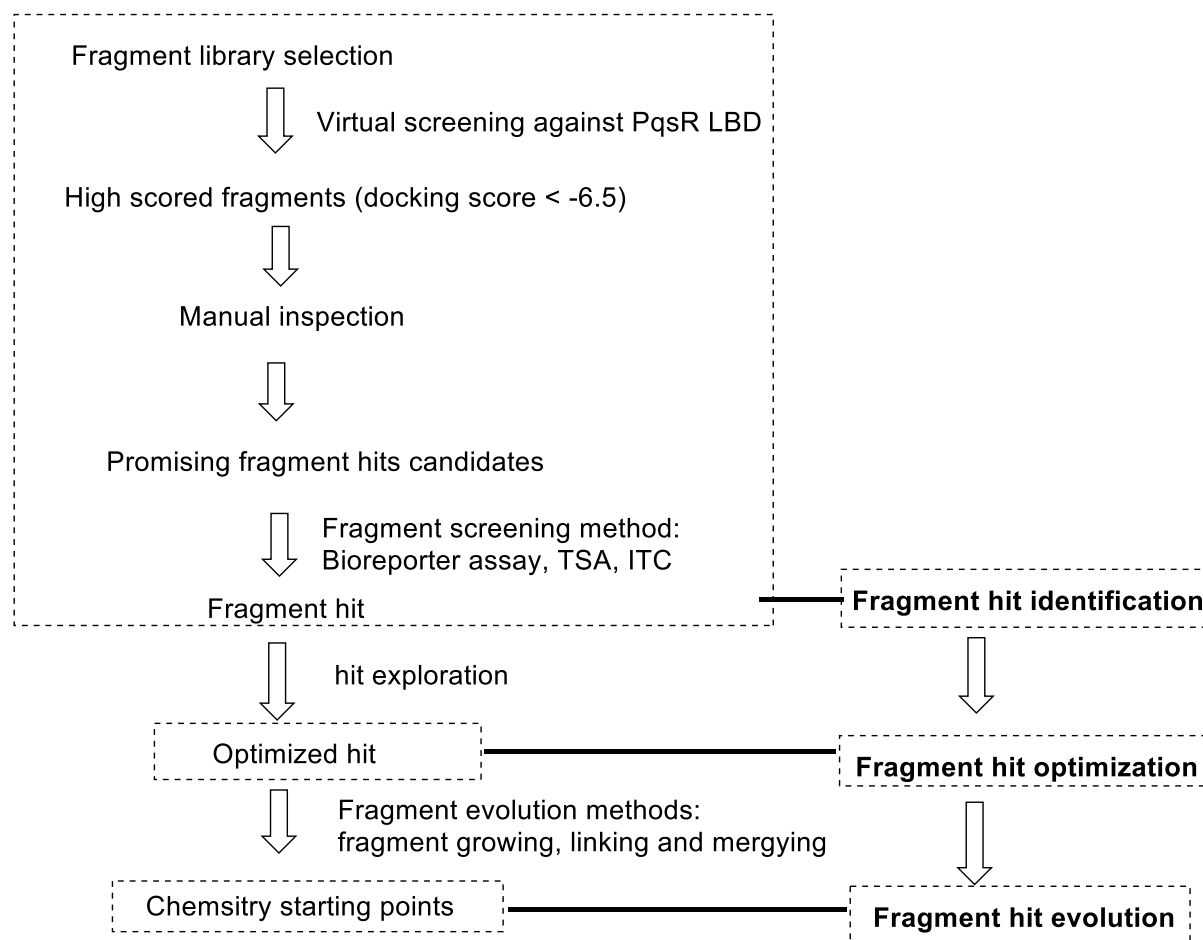 Fragment library selection
Virtual screening against PqsR LBD
High scored fragments (docking score < -6.5)
Manual inspection
Promising fragment hits candidates
Fragment screening method:
Bioreporter assay, TSA, ITC
Fragment hit
Fragment hit identification
hit exploration
Optimized hit
Fragment hit optimization
Fragment evolution methods:
fragment growing, linking and mergying
Chemsitry starting points
Fragment hit evolution